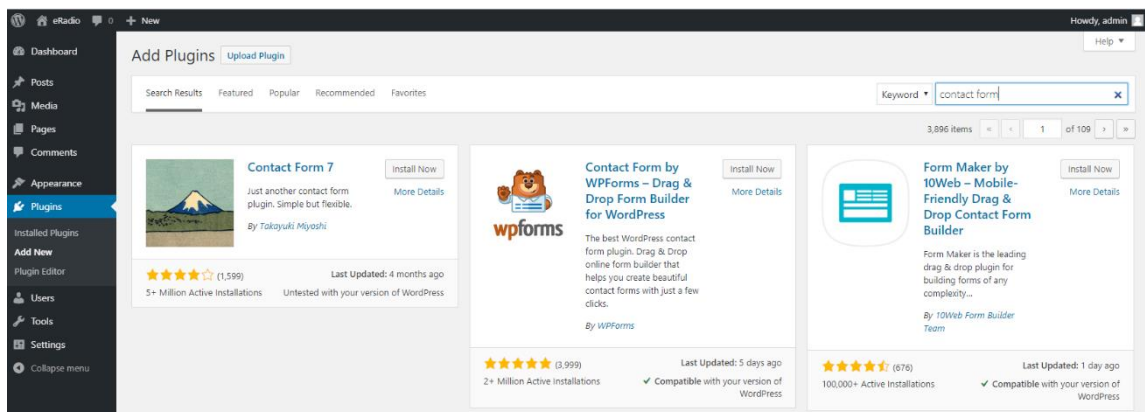 eRadio 0 + New Howdy, admin
Help ▼
Dashboard
Posts
Media
Pages
Comments
Appearance
Plugins
Installed Plugins
Add New
Plugin Editor
Users
Tools
Settings
Collapse menu
Add Plugins Upload Plugin
Search Results Featured Popular Recommended Favorites
Keyword ▼ contact form ×
3,896 items « ‹ 1 of 109 › »
Contact Form 7
Install Now
More Details
Just another contact form
plugin. Simple but flexible.
By Takayuki Miyoshi
(1,599)
Last Updated: 4 months ago
5+ Million Active Installations
Untested with your version of WordPress
wpforms
Contact Form by
WPForms – Drag &
Drop Form Builder
for WordPress
Install Now
More Details
The best WordPress contact
form plugin. Drag & Drop
online form builder that
helps you create beautiful
contact forms with just a few
clicks.
By WPForms
(3,999)
Last Updated: 5 days ago
2+ Million Active Installations
✓ Compatible with your version of
WordPress
Form Maker by
10Web – Mobile-
Friendly Drag &
Drop Contact Form
Builder
Install Now
More Details
Form Maker is the leading
drag & drop plugin for
building forms of any
complexity...
By 10Web Form Builder
Team
(676)
Last Updated: 1 day ago
100,000+ Active Installations
✓ Compatible with your version of
WordPress